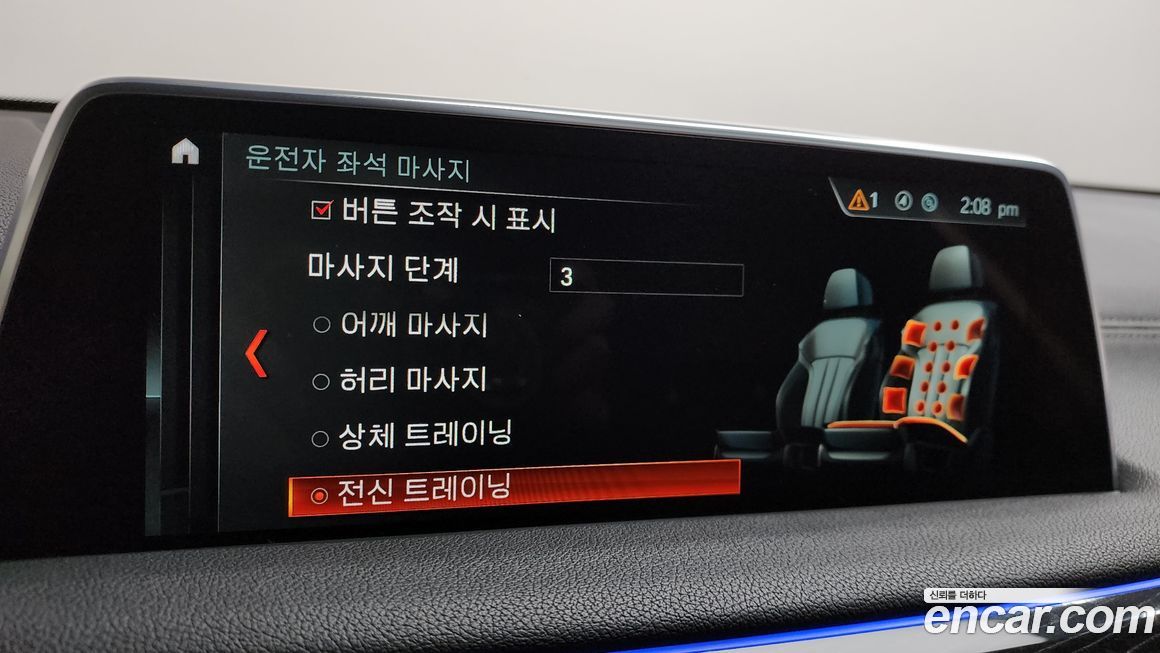 운전자 좌석 마사지
1 2:08 pm
버튼 조작 시 표시
마사지 단계 3
어깨 마사지
허리 마사지
상체 트레이닝
전신 트레이닝
신뢰를 더하다
encar.com